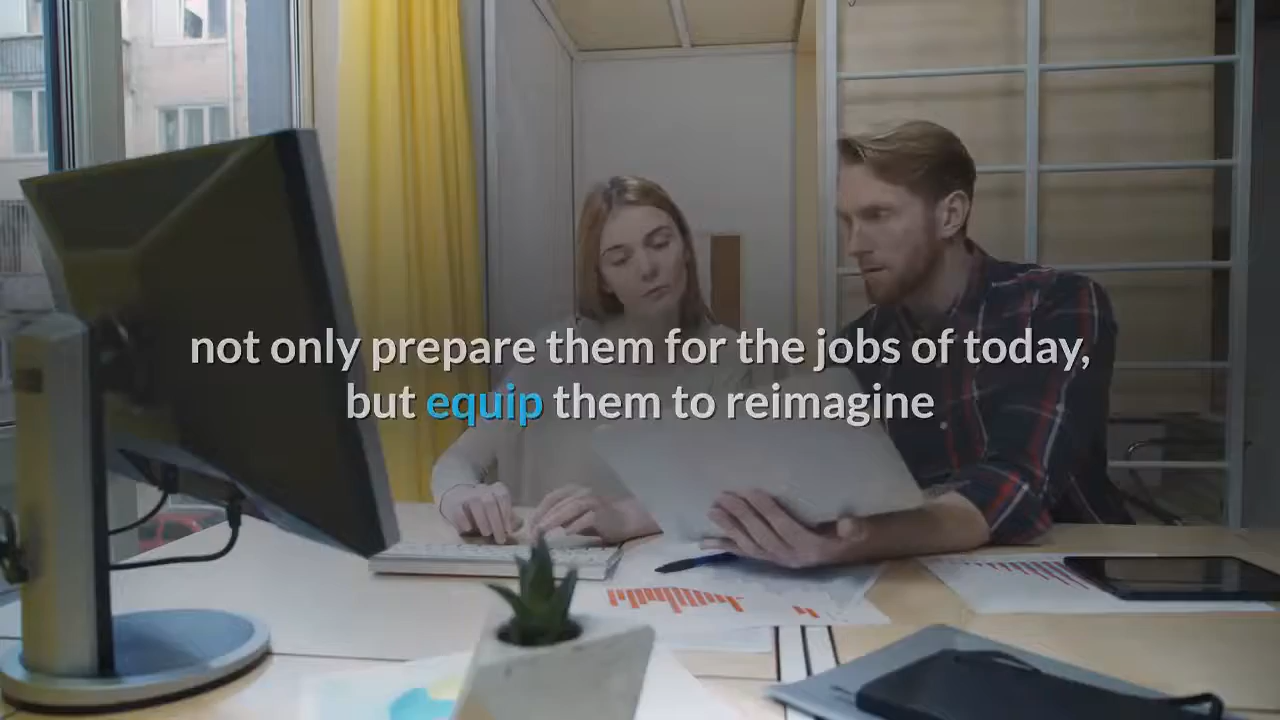 not only prepare them for the jobs of today,
but equip them to reimagine